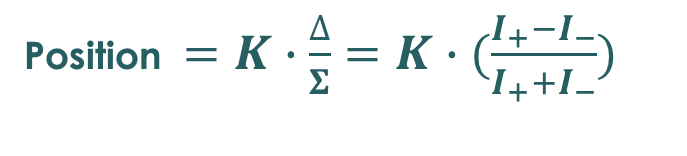 Position = K · Δ/Σ = K · (I₊−I₋/I₊+I₋)